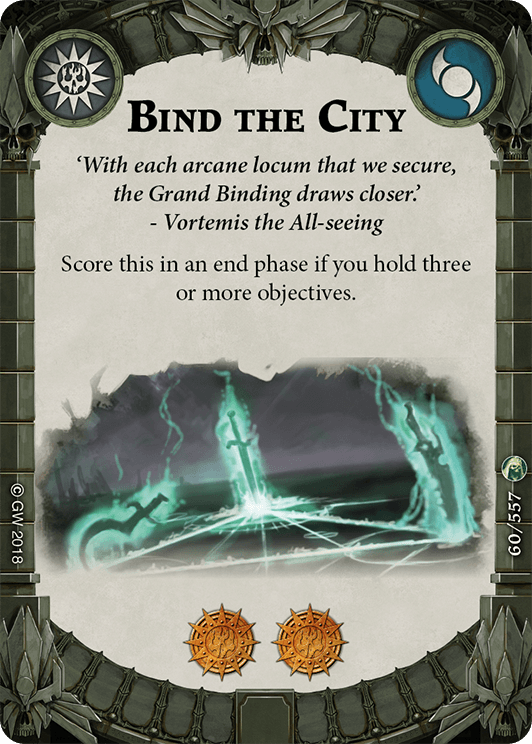 BIND THE CITY
‘With each arcane locum that we secure,
the Grand Binding draws closer.’
- Vortemis the All-seeing
Score this in an end phase if you hold three
or more objectives.
© GW 2018
60/557